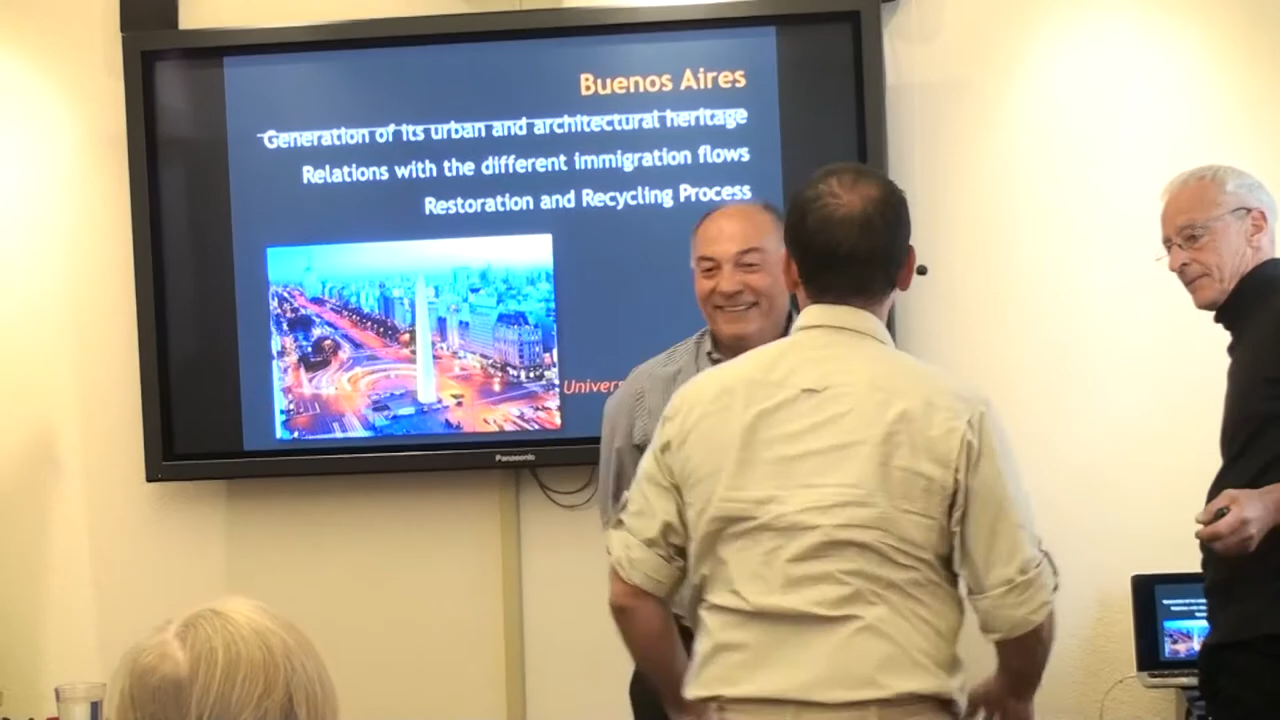 Buenos Aires
Generation of its urban and architectural heritage
Relations with the different immigration flows
Restoration and Recycling Process
Panasonic